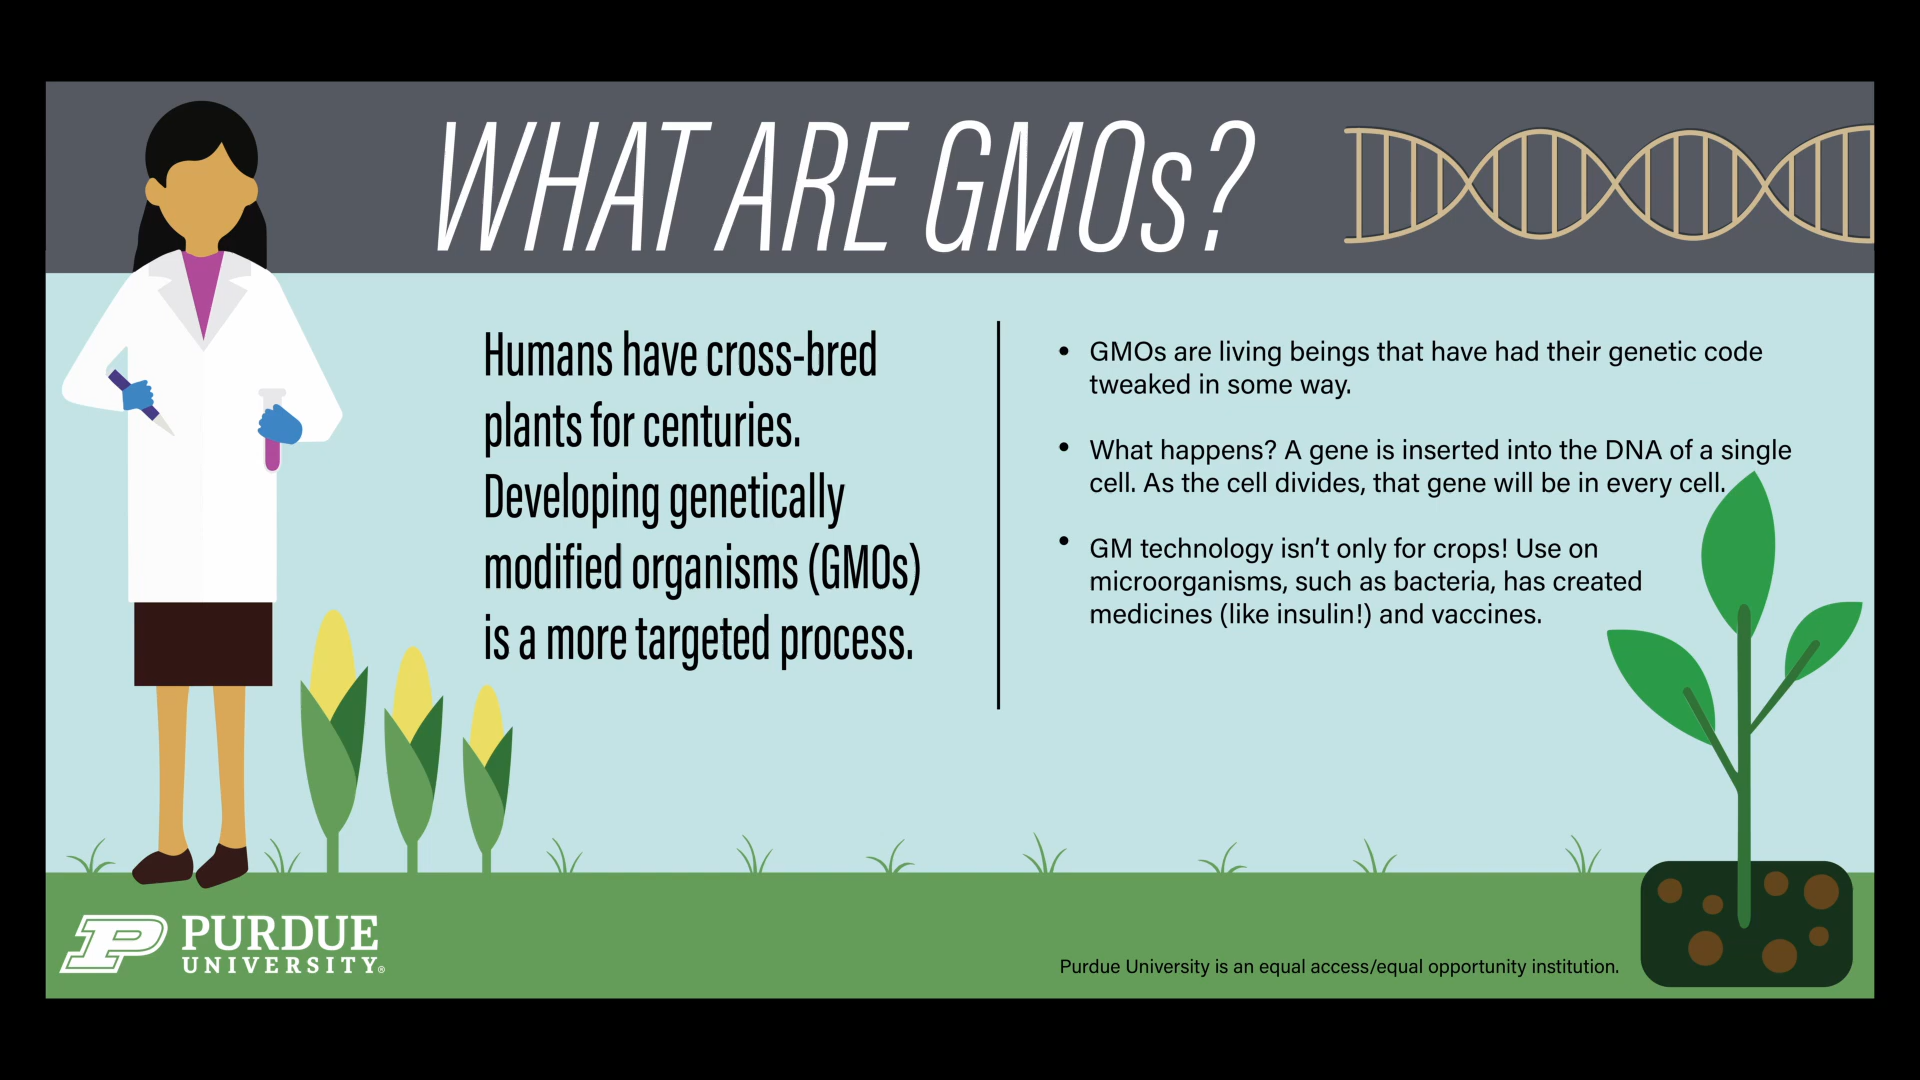 WHAT ARE GMOs?
Humans have cross-bred
plants for centuries.
Developing genetically
modified organisms (GMOs)
is a more targeted process.
• GMOs are living beings that have had their genetic code
tweaked in some way.
• What happens? A gene is inserted into the DNA of a single
cell. As the cell divides, that gene will be in every cell.
• GM technology isn’t only for crops! Use on
microorganisms, such as bacteria, has created
medicines (like insulin!) and vaccines.
P PURDUE
UNIVERSITY®
Purdue University is an equal access/equal opportunity institution.